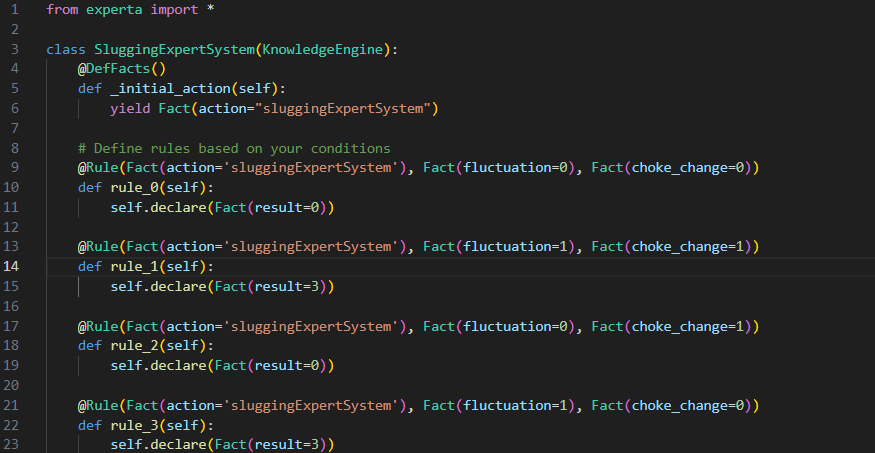 1 from experta import *
2
3 class SluggingExpertSystem(KnowledgeEngine):
4     @DefFacts()
5     def _initial_action(self):
6         yield Fact(action="sluggingExpertSystem")
7
8     # Define rules based on your conditions
9     @Rule(Fact(action='sluggingExpertSystem'), Fact(fluctuation=0), Fact(choke_change=0))
10     def rule_0(self):
11         self.declare(Fact(result=0))
12
13     @Rule(Fact(action='sluggingExpertSystem'), Fact(fluctuation=1), Fact(choke_change=1))
14     def rule_1(self):
15         self.declare(Fact(result=3))
16
17     @Rule(Fact(action='sluggingExpertSystem'), Fact(fluctuation=0), Fact(choke_change=1))
18     def rule_2(self):
19         self.declare(Fact(result=0))
20
21     @Rule(Fact(action='sluggingExpertSystem'), Fact(fluctuation=1), Fact(choke_change=0))
22     def rule_3(self):
23         self.declare(Fact(result=3))